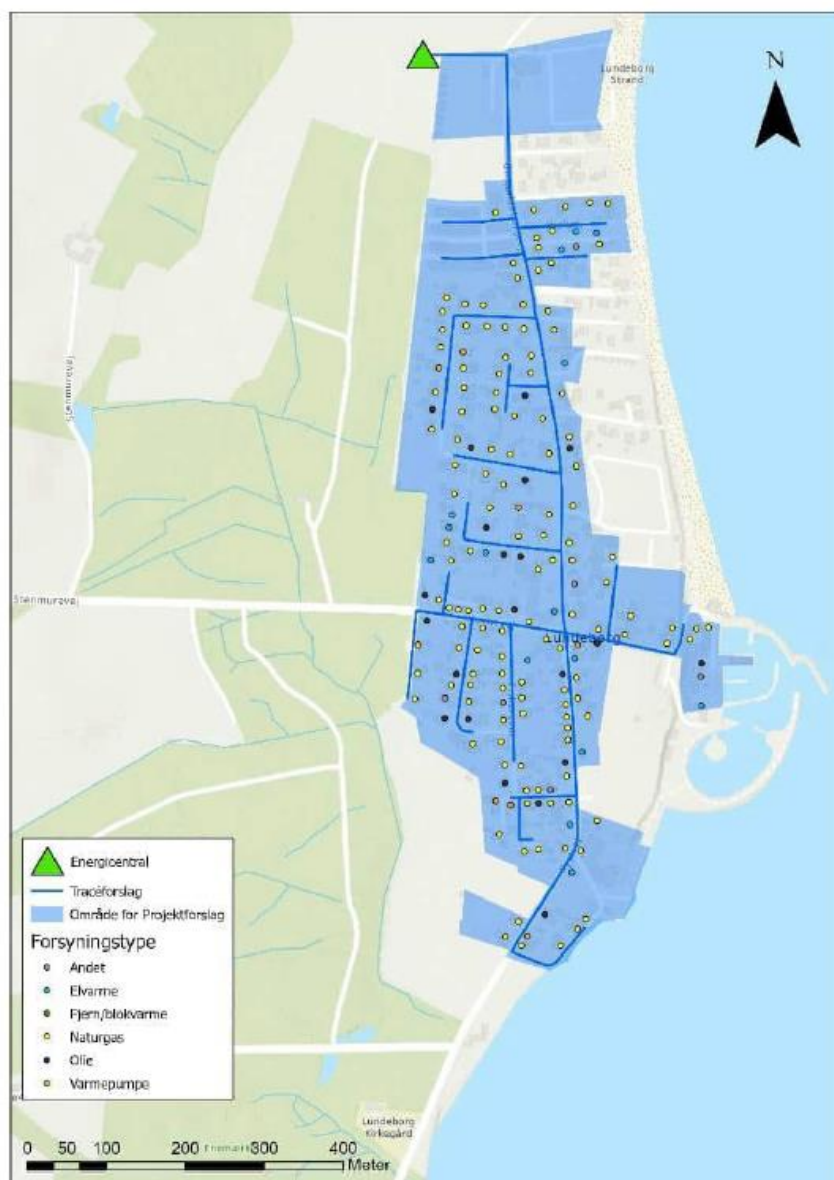 Lundeborg
Strand
N
Stenmurevej
Stenmurevej
Lundeborg
Energicentral
Tracéforslag
Område for Projektforslag
Forsyningstype
Andet
Elvarme
Fjern/blokvarme
Naturgas
Olie
Varmepumpe
Lundeborg
Kirkegård
0 50 100 200 300 400
Meter